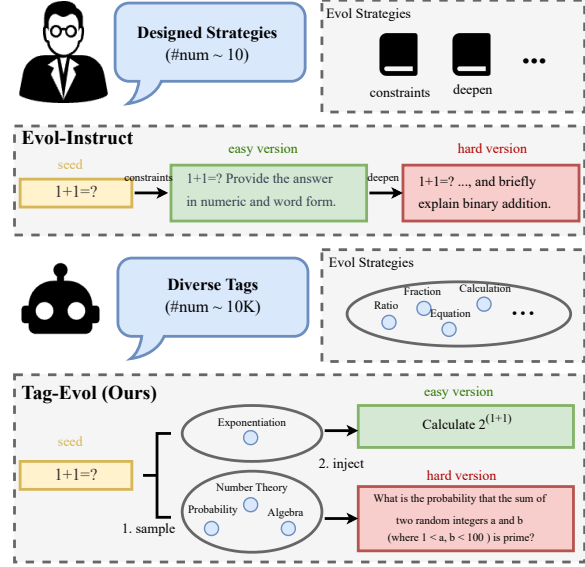 Designed Strategies
(#num ~ 10)
Evol Strategies
constraints
deepen
Evol-Instruct
seed
1+1=?
constraints
easy version
1+1=? Provide the answer
in numeric and word form.
deepen
hard version
1+1=? ..., and briefly
explain binary addition.
Diverse Tags
(#num ~ 10K)
Evol Strategies
Ratio
Fraction
Equation
Calculation
Tag-Evol (Ours)
seed
1+1=?
1. sample
Exponentiation
Number Theory
Probability
Algebra
2. inject
easy version
Calculate 2^(1+1)
hard version
What is the probability that the sum of
two random integers a and b
(where 1 < a, b < 100 ) is prime?